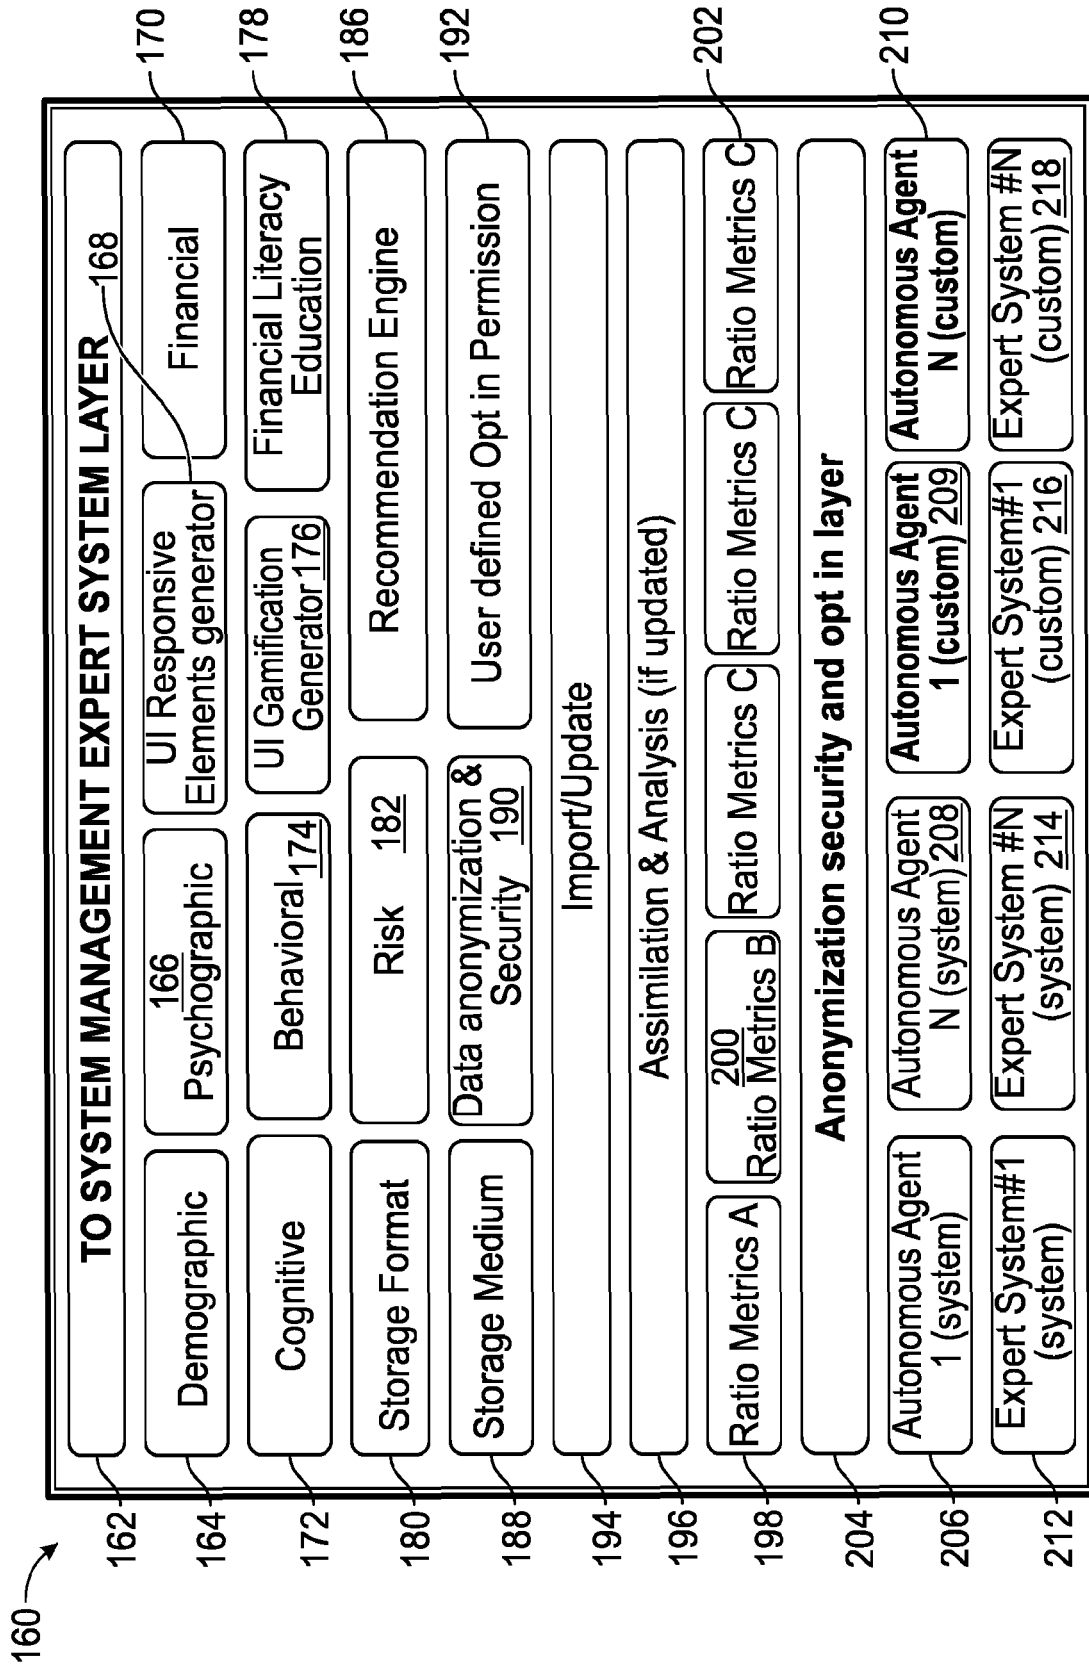 160
162
TO SYSTEM MANAGEMENT EXPERT SYSTEM LAYER
164
Demographic
166
Psychographic
UI Responsive
Elements generator
168
Financial
170
172
Cognitive
Behavioral 174
UI Gamification
Generator 176
Financial Literacy
Education
178
180
Storage Format
Risk 182
Recommendation Engine
186
188
Storage Medium
Data anonymization &
Security 190
User defined Opt in Permission
192
194
Import/Update
196
Assimilation & Analysis (if updated)
198
Ratio Metrics A
200
Ratio Metrics B
Ratio Metrics C
Ratio Metrics C
Ratio Metrics C
202
204
Anonymization security and opt in layer
206
Autonomous Agent
1 (system)
Autonomous Agent
N (system) 208
Autonomous Agent
1 (custom) 209
Autonomous Agent
N (custom)
210
212
Expert System#1
(system)
Expert System #N
(system) 214
Expert System#1
(custom) 216
Expert System #N
(custom) 218